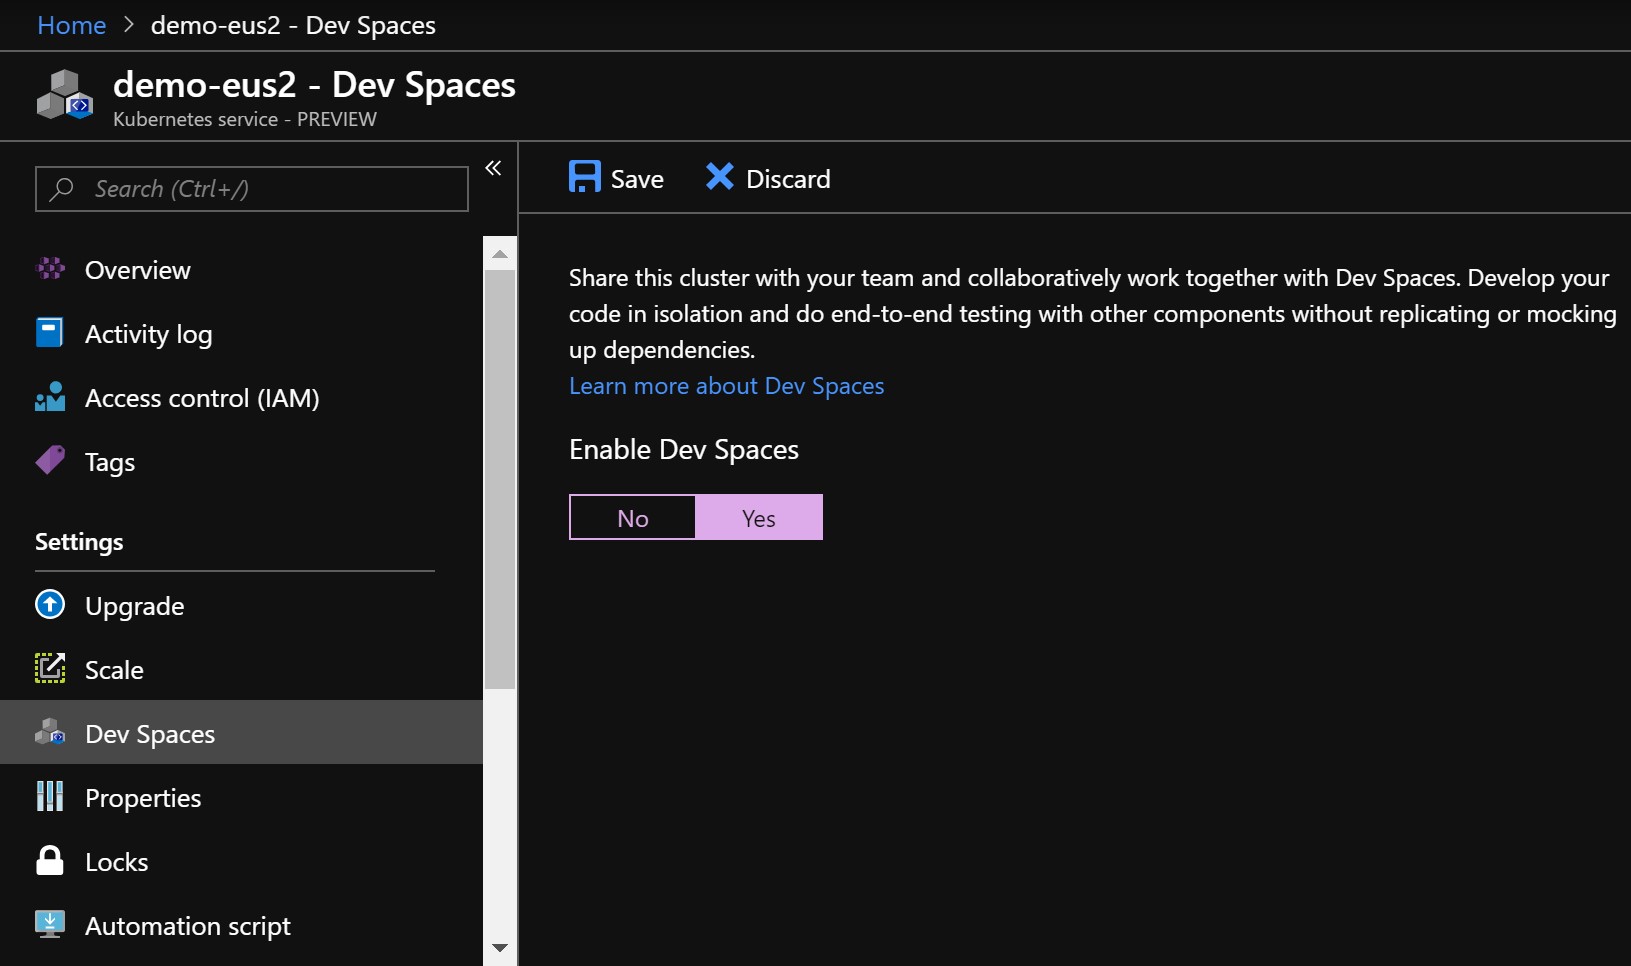 Home > demo-eus2 - Dev Spaces
demo-eus2 - Dev Spaces
Kubernetes service - PREVIEW
Search (Ctrl+/)
Overview
Activity log
Access control (IAM)
Tags
Settings
Upgrade
Scale
Dev Spaces
Properties
Locks
Automation script
Save
Discard
Share this cluster with your team and collaboratively work together with Dev Spaces. Develop your
code in isolation and do end-to-end testing with other components without replicating or mocking
up dependencies.
Learn more about Dev Spaces
Enable Dev Spaces
No
Yes